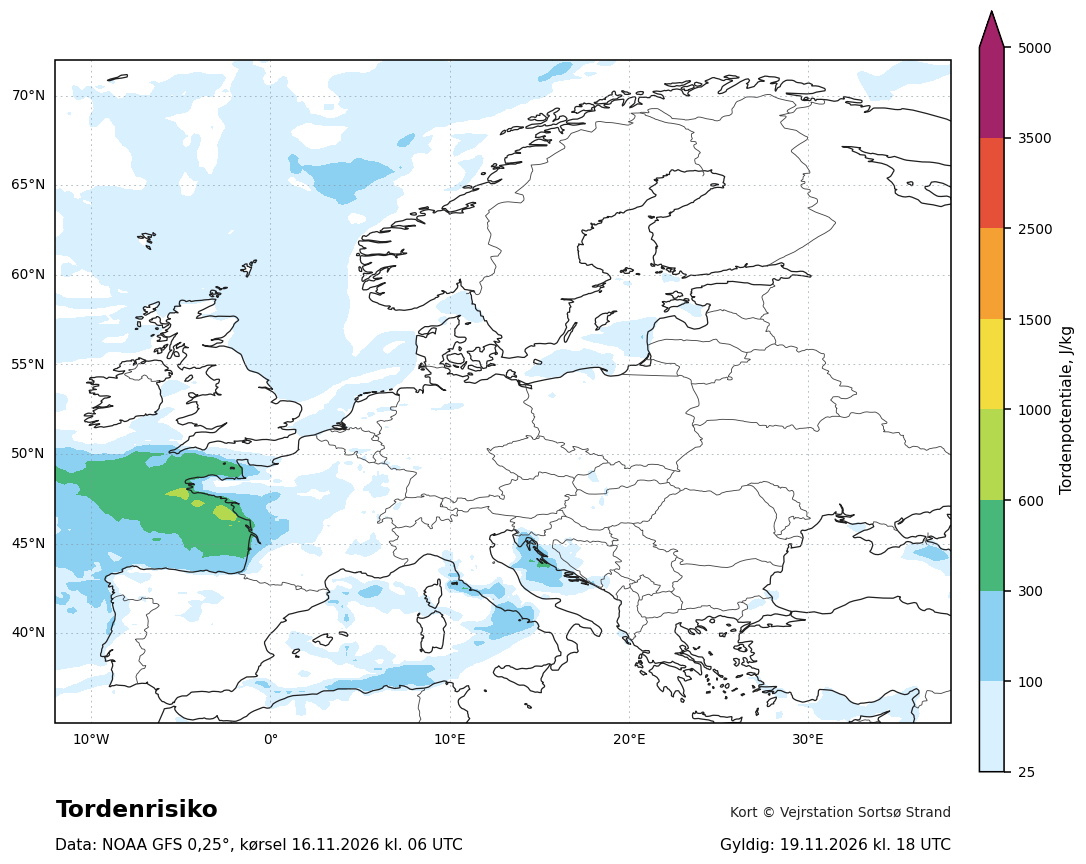 5000
3500
2500
1500
1000
600
300
100
25
Tordenpotentiale, J/kg
70°N
65°N
60°N
55°N
50°N
45°N
40°N
10°W
0°
10°E
20°E
30°E
Tordenrisiko
Kort © Vejrstation Sortsø Strand
Data: NOAA GFS 0,25°, kørsel 16.11.2026 kl. 06 UTC
Gyldig: 19.11.2026 kl. 18 UTC